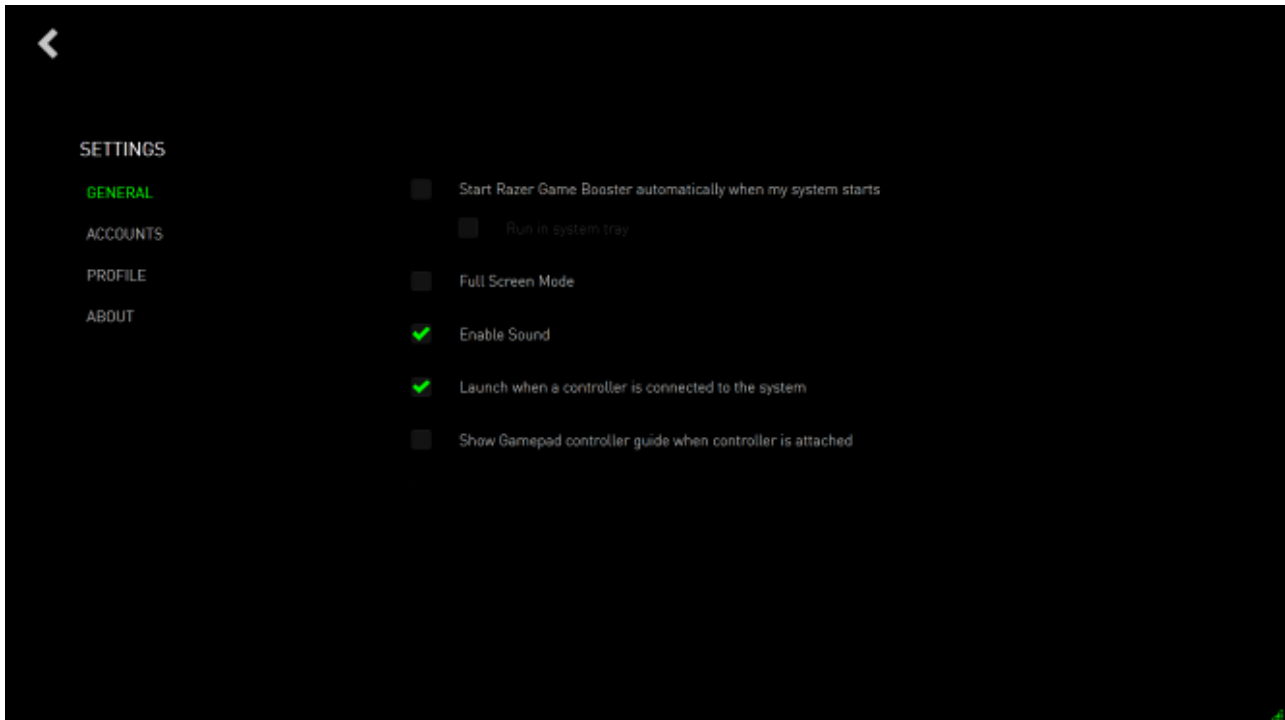 SETTINGS
GENERAL
ACCOUNTS
PROFILE
ABOUT
Start Razer Game Booster automatically when my system starts
Run in system tray
Full Screen Mode
Enable Sound
Launch when a controller is connected to the system
Show Gamepad controller guide when controller is attached